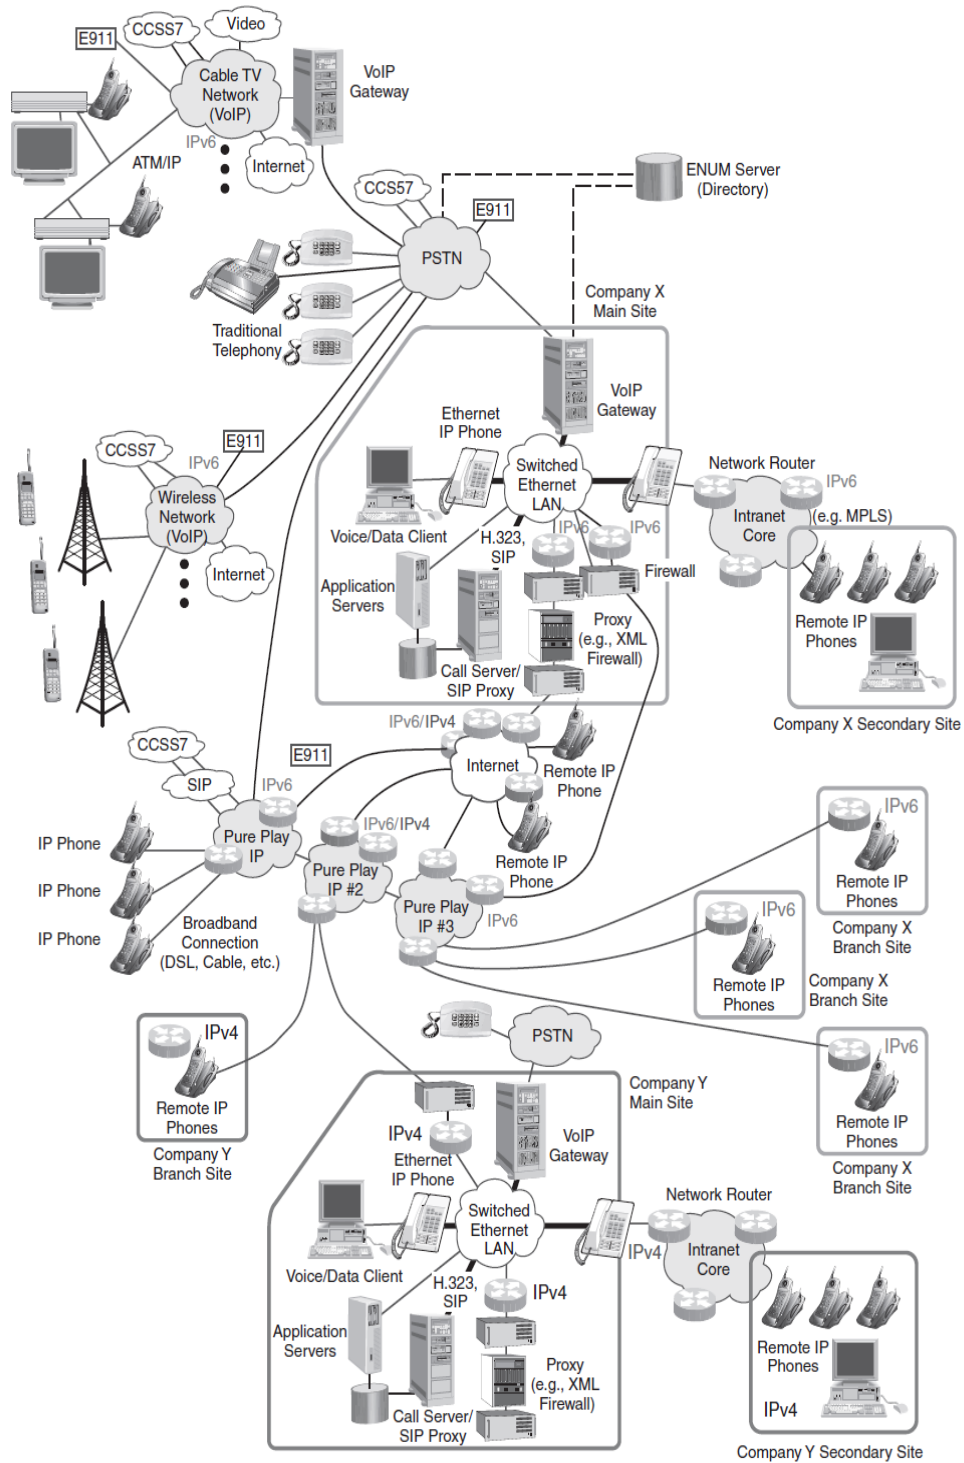 Video
CCSS7
E911
Cable TV
Network
(VoIP)
VoIP
Gateway
IPv6
Internet
ATM/IP
ENUM Server
(Directory)
CCS57
E911
PSTN
Traditional
Telephony
Company X
Main Site
VoIP
Gateway
Ethernet
IP Phone
Switched
Ethernet
LAN
Network Router
IPv6
(e.g. MPLS)
Intranet
Core
CCSS7
E911
IPv6
Wireless
Network
(VoIP)
Internet
Voice/Data Client
H.323,
SIP
IPv6
IPv6
Firewall
Application
Servers
Proxy
(e.g., XML
Firewall)
Call Server/
SIP Proxy
Remote IP
Phones
Company X Secondary Site
IPv6/IPv4
CCSS7
E911
Internet
Remote IP
Phone
SIP
IPv6
IP Phone
Pure Play
IP
IPv6/IPv4
Remote IP
Phone
IPv6
Remote IP
Phones
Company X
Branch Site
IP Phone
Pure Play
IP #2
IP Phone
Broadband
Connection
(DSL, Cable, etc.)
Pure Play
IP #3
IPv6
IPv6
Remote IP
Phones
Company X
Branch Site
IPv4
Remote IP
Phones
Company Y
Branch Site
PSTN
IPv6
Remote IP
Phones
Company X
Branch Site
Company Y
Main Site
IPv4
VoIP
Gateway
Ethernet
IP Phone
Switched
Ethernet
LAN
Network Router
IPv4
Intranet
Core
Voice/Data Client
H.323,
SIP
IPv4
Application
Servers
Proxy
(e.g., XML
Firewall)
Call Server/
SIP Proxy
Remote IP
Phones
IPv4
Company Y Secondary Site